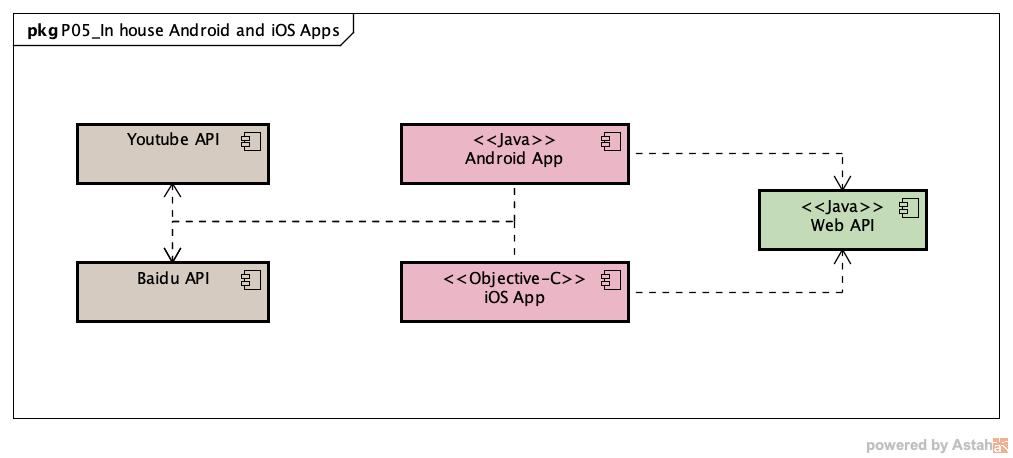 pkg P05_In house Android and iOS Apps
Youtube API
<<Java>>
Android App
<<Java>>
Web API
Baidu API
<<Objective-C>>
iOS App
powered by Astah